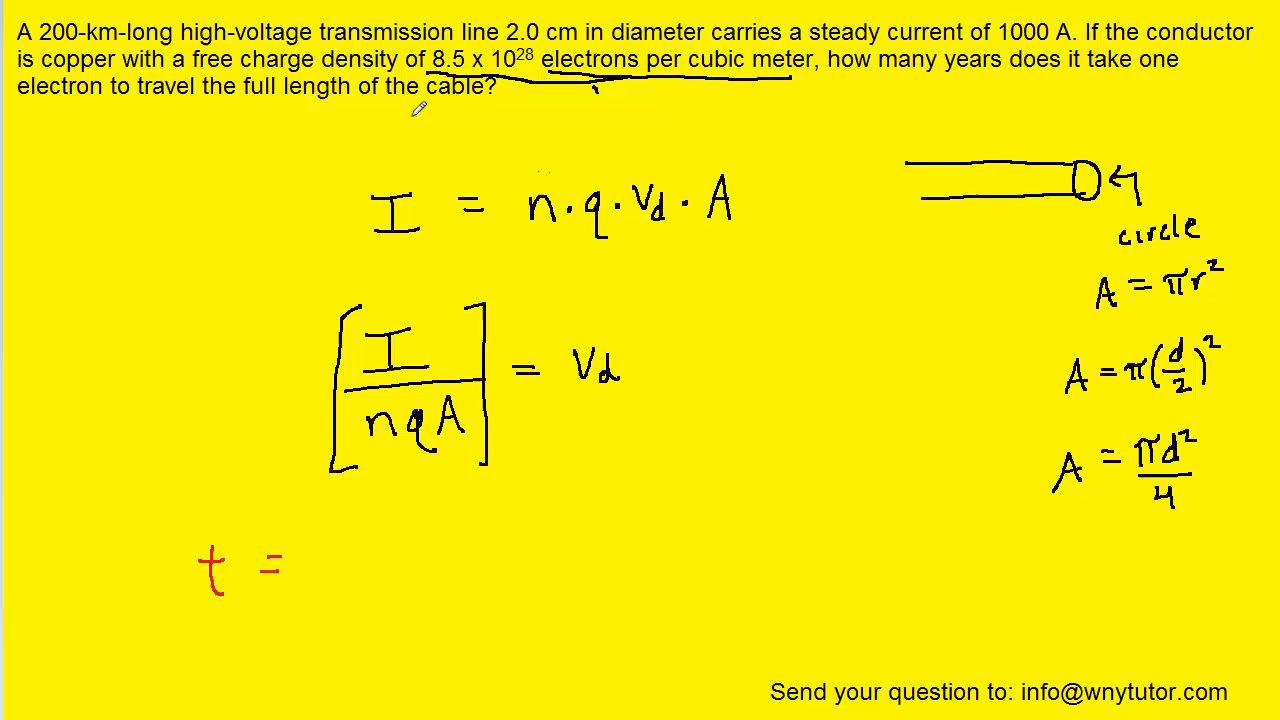 A 200-km-long high-voltage transmission line 2.0 cm in diameter carries a steady current of 1000 A. If the conductor
is copper with a free charge density of 8.5 x 10²⁸ electrons per cubic meter, how many years does it take one
electron to travel the full length of the cable?
I = n · q · Vd · A
[I / nqA] = Vd
t =
circle
A = πr²
A = π(d/2)²
A = πd²/4
Send your question to: info@wnytutor.com